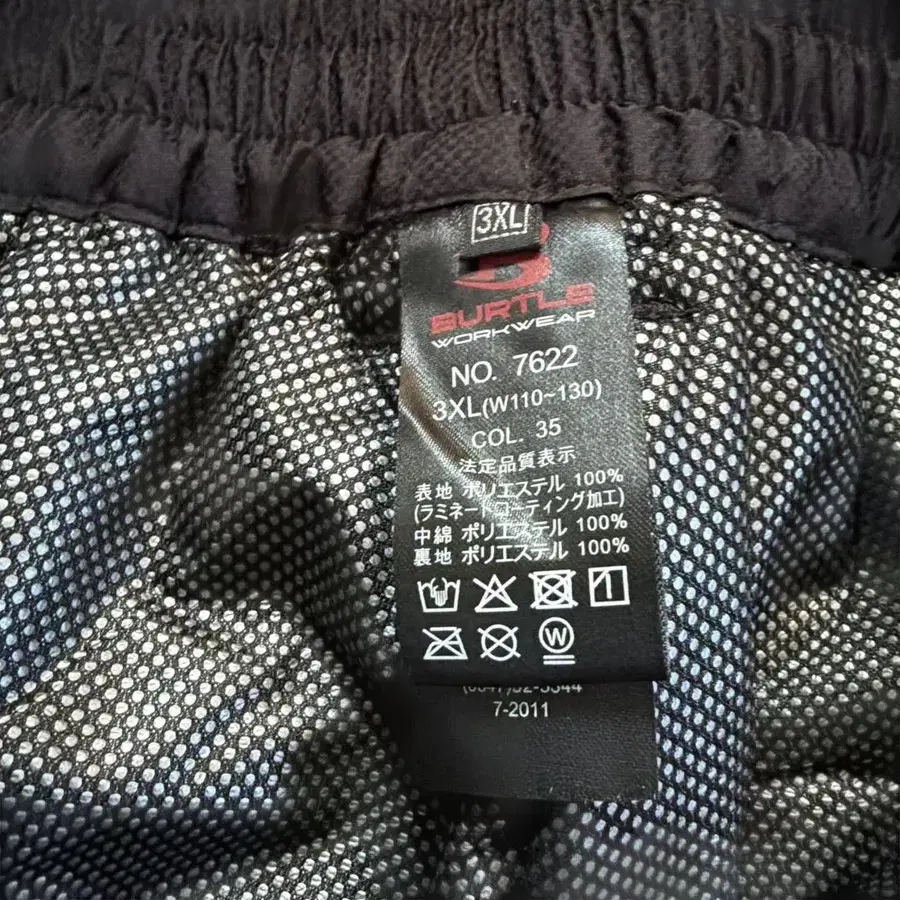 3XL
BURTLE
WORKWEAR
NO. 7622
3XL(W110~130)
COL. 35
法定品質表示
表地 ポリエステル 100%
(ラミネートコーティング加工)
中綿 ポリエステル 100%
裏地 ポリエステル 100%
W
7-2011